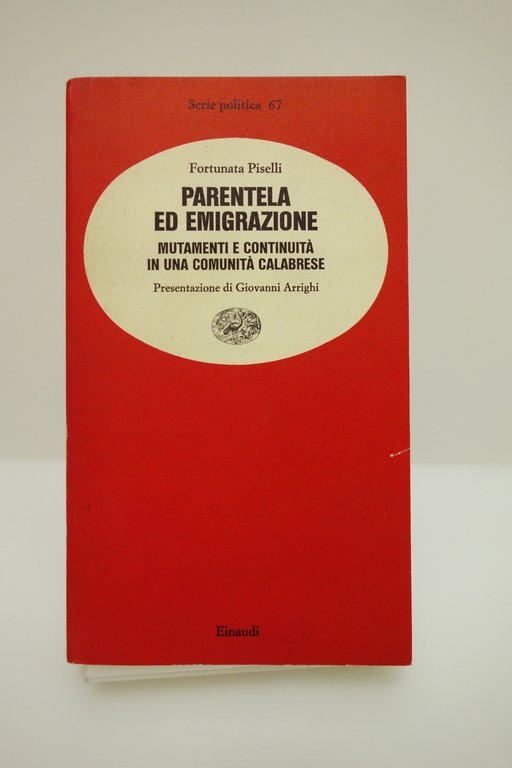 Serie politica 67
Fortunata Piselli
PARENTELA
ED EMIGRAZIONE
MUTAMENTI E CONTINUITÀ
IN UNA COMUNITÀ CALABRESE
Presentazione di Giovanni Arrighi
Einaudi